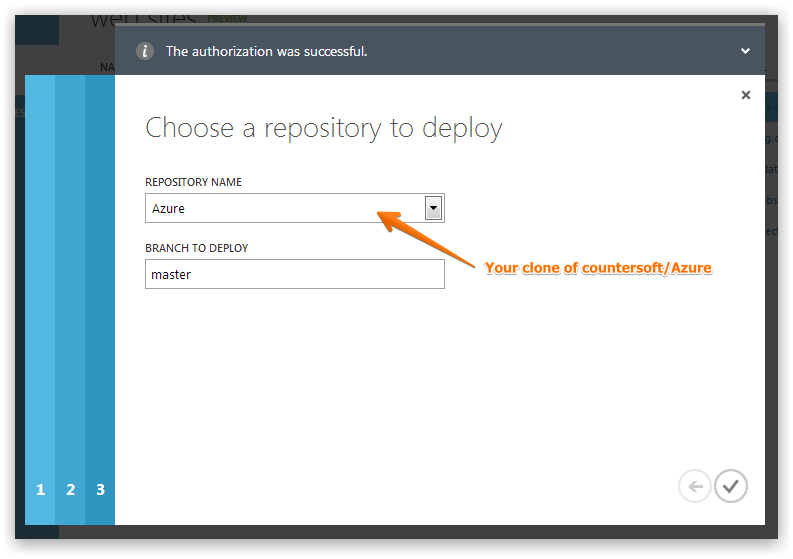 web sites PREVIEW
The authorization was successful.
NA
Choose a repository to deploy
REPOSITORY NAME
Azure
BRANCH TO DEPLOY
master
Your clone of countersoft/Azure
1 2 3